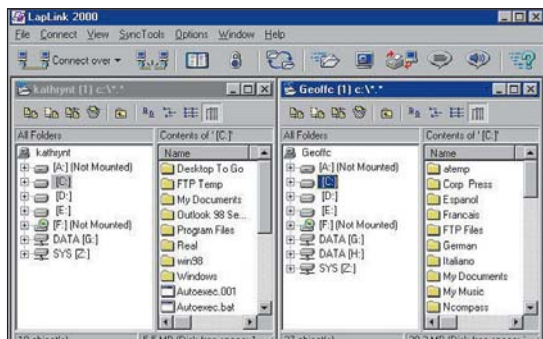 LapLink 2000
File Connect View SyncTools Options Window Help
Connect over
kathrynt (1) c:\*.*
All Folders
Contents of '[C:]'
kathrynt
[A:] (Not Mounted)
[C:]
[D:]
[E:]
[F:] (Not Mounted)
DATA [G:]
SYS [Z:]
Name
Desktop To Go
FTP Temp
My Documents
Outlook 98 Se...
Program Files
Real
win98
Windows
Autoexec.001
Autoexec.bat
Geoffc (1) c:\*.*
All Folders
Contents of '[C:]'
Geoffc
[A:] (Not Mounted)
[C:]
[D:]
[E:]
[F:] (Not Mounted)
DATA [G:]
DATA [H:]
SYS [Z:]
Name
atemp
Corp Press
Espanol
Francais
FTP Files
German
Italiano
My Documents
My Music
Ncompass